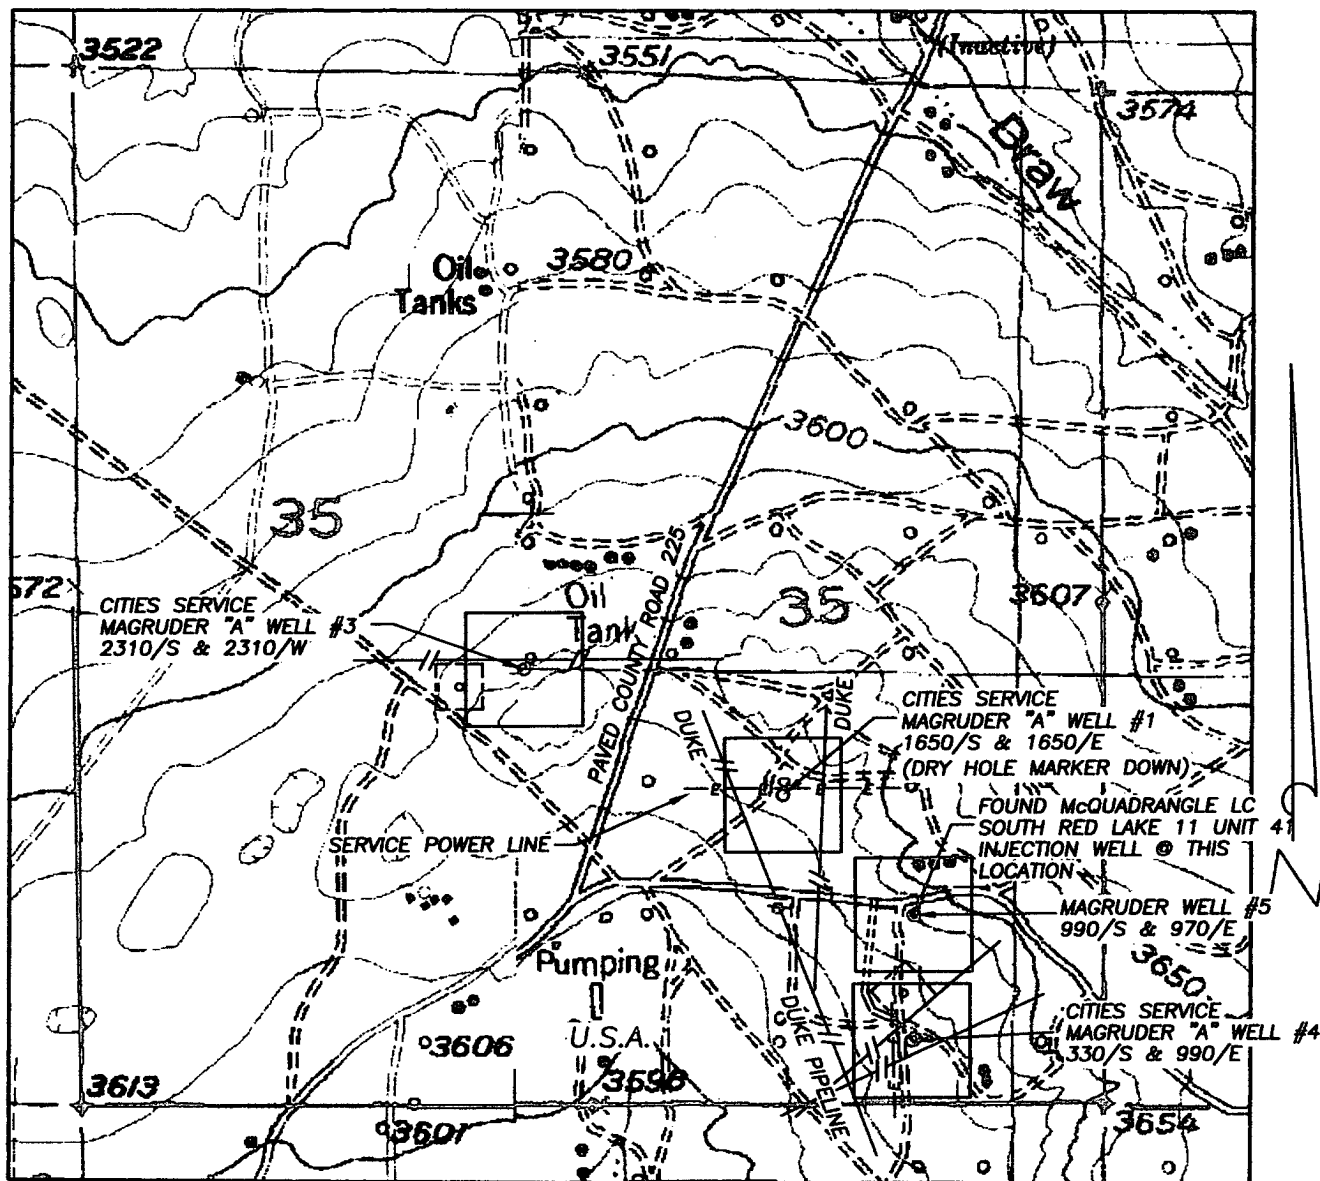 3522
3551
(Inactive)
3574
Draw
Oil
Tanks
3580
3600
35
572
CITIES SERVICE
MAGRUDER "A" WELL #3
2310/S & 2310/W
Oil
Tank
PAVED COUNTY ROAD 225
35
3607
DUKE
DUKE
CITIES SERVICE
MAGRUDER "A" WELL #1
1650/S & 1650/E
(DRY HOLE MARKER DOWN)
E
E
E
SERVICE POWER LINE
FOUND McQUADRANGLE LC
SOUTH RED LAKE 11 UNIT 41
INJECTION WELL @ THIS
LOCATION
MAGRUDER WELL #5
990/S & 970/E
3650
Pumping
U.S.A.
DUKE PIPELINE
CITIES SERVICE
MAGRUDER "A" WELL #4
330/S & 990/E
3606
3613
3598
3601
3654
N